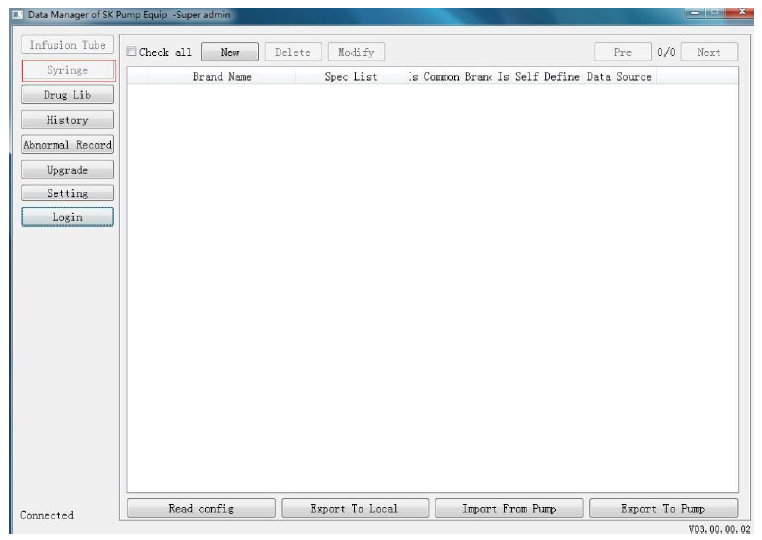 Data Manager of SK Pump Equip -Super admin
Infusion Tube
Syringe
Drug Lib
History
Abnormal Record
Upgrade
Setting
Login
Check all New Delete Modify Pre 0/0 Next
Brand Name Spec List Is Common Branc Is Self Define Data Source
Read config Export To Local Import From Pump Export To Pump
Connected
V03.00.00.02